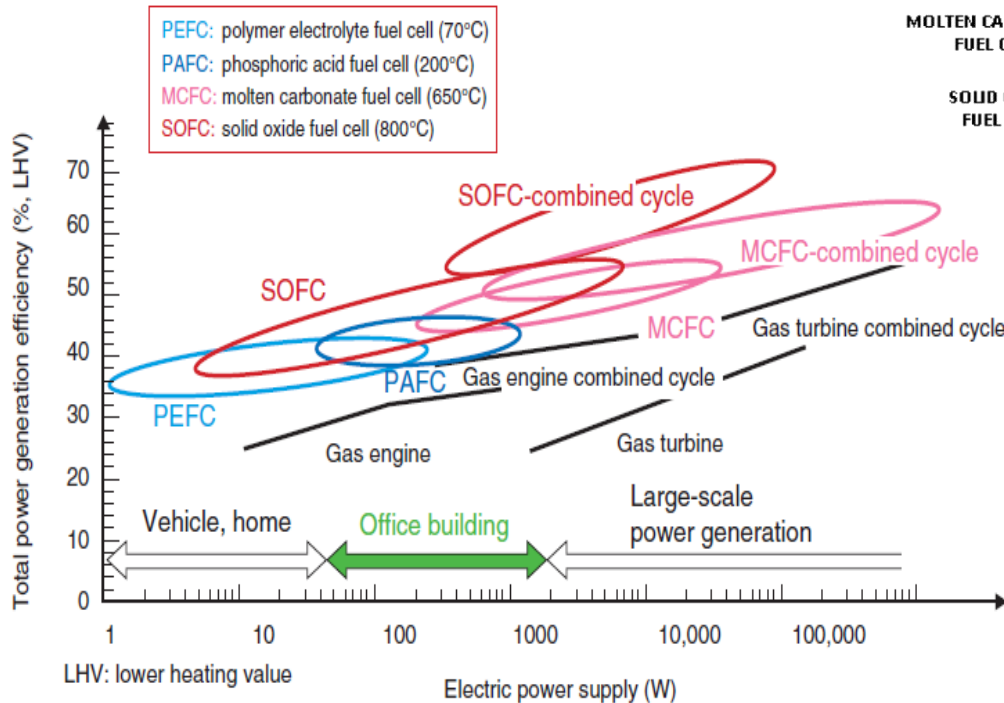 PEFC: polymer electrolyte fuel cell (70°C)
PAFC: phosphoric acid fuel cell (200°C)
MCFC: molten carbonate fuel cell (650°C)
SOFC: solid oxide fuel cell (800°C)
MOLTEN CA
FUEL
SOLID
FUEL
Total power generation efficiency (%, LHV)
70
60
50
40
30
20
10
0
SOFC-combined cycle
MCFC-combined cycle
SOFC
MCFC
Gas turbine combined cycle
PAFC
Gas engine combined cycle
PEFC
Gas engine
Gas turbine
Vehicle, home
Office building
Large-scale
power generation
1 10 100 1000 10,000 100,000
LHV: lower heating value
Electric power supply (W)